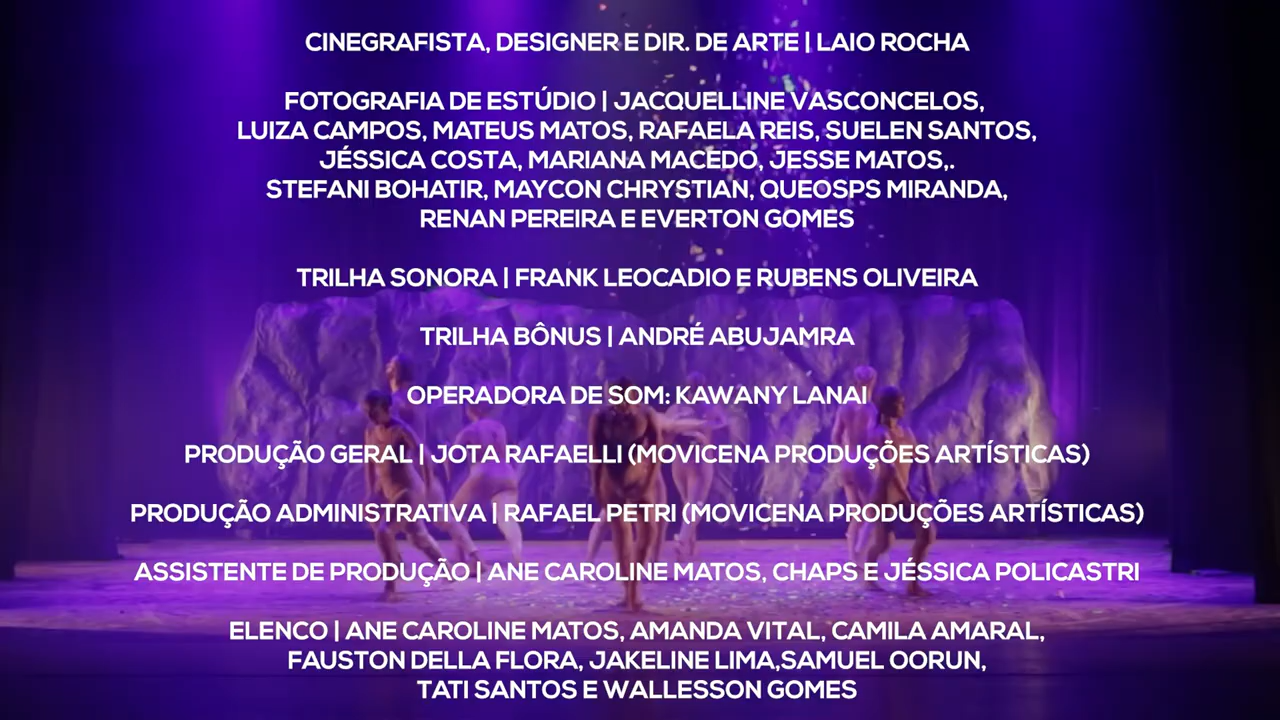 CINEGRAFISTA, DESIGNER E DIR. DE ARTE | LAIO ROCHA
FOTOGRAFIA DE ESTÚDIO | JACQUELLINE VASCONCELOS,
LUIZA CAMPOS, MATEUS MATOS, RAFAELA REIS, SUELEN SANTOS,
JÉSSICA COSTA, MARIANA MACEDO, JESSE MATOS,.
STEFANI BOHATIR, MAYCON CHRYSTIAN, QUEOSPS MIRANDA,
RENAN PEREIRA E EVERTON GOMES
TRILHA SONORA | FRANK LEOCADIO E RUBENS OLIVEIRA
TRILHA BÔNUS | ANDRÉ ABUJAMRA
OPERADORA DE SOM: KAWANY LANAI
PRODUÇÃO GERAL | JOTA RAFAELLI (MOVICENA PRODUÇÕES ARTÍSTICAS)
PRODUÇÃO ADMINISTRATIVA | RAFAEL PETRI (MOVICENA PRODUÇÕES ARTÍSTICAS)
ASSISTENTE DE PRODUÇÃO | ANE CAROLINE MATOS, CHAPS E JÉSSICA POLICASTRI
ELENCO | ANE CAROLINE MATOS, AMANDA VITAL, CAMILA AMARAL,
FAUSTON DELLA FLORA, JAKELINE LIMA,SAMUEL OORUN,
TATI SANTOS E WALLESSON GOMES